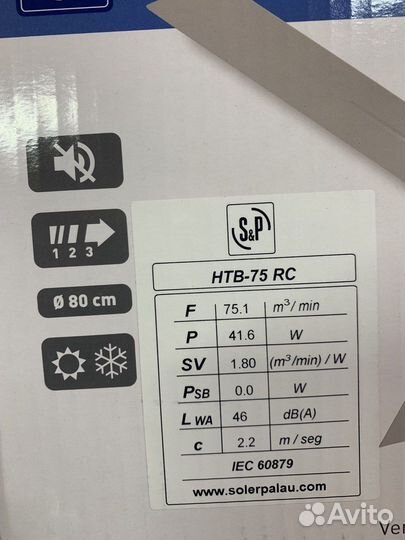 S&P
HTB-75 RC
F 75.1 m³/min
P 41.6 W
SV 1.80 (m³/min) / W
PSB 0.0 W
1 2 3
LWA 46 dB(A)
Ø 80 cm
c 2.2 m / seg
IEC 60879
www.solerpalau.com
Avito